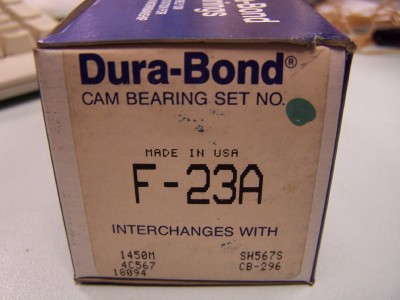 Dura-Bond®
CAM BEARING SET NO.
MADE IN USA
F-23A
INTERCHANGES WITH
1450M SH567S
4C567 CB-296
18094